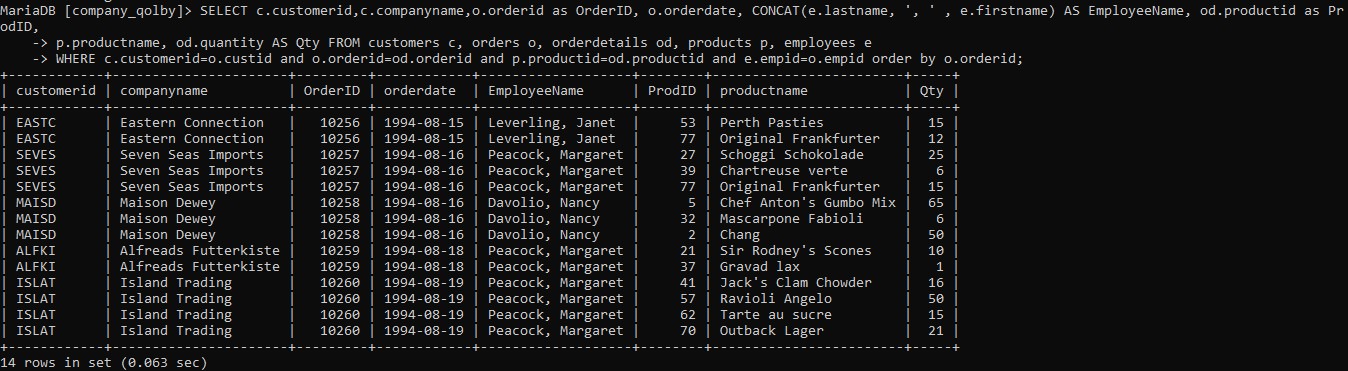 MariaDB [company_qolby]> SELECT c.customerid,c.companyname,o.orderid as OrderID, o.orderdate, CONCAT(e.lastname, ', ' , e.firstname) AS EmployeeName, od.productid as Pr
odID,
    -> p.productname, od.quantity AS Qty FROM customers c, orders o, orderdetails od, products p, employees e
    -> WHERE c.customerid=o.custid and o.orderid=od.orderid and p.productid=od.productid and e.empid=o.empid order by o.orderid;
+------------+----------------------+---------+------------+-------------------+--------+------------------------+-----+
| customerid | companyname          | OrderID | orderdate  | EmployeeName      | ProdID | productname            | Qty |
+------------+----------------------+---------+------------+-------------------+--------+------------------------+-----+
| EASTC      | Eastern Connection   |   10256 | 1994-08-15 | Leverling, Janet  |     53 | Perth Pasties          |  15 |
| EASTC      | Eastern Connection   |   10256 | 1994-08-15 | Leverling, Janet  |     77 | Original Frankfurter   |  12 |
| SEVES      | Seven Seas Imports   |   10257 | 1994-08-16 | Peacock, Margaret |     27 | Schoggi Schokolade     |  25 |
| SEVES      | Seven Seas Imports   |   10257 | 1994-08-16 | Peacock, Margaret |     39 | Chartreuse verte       |   6 |
| SEVES      | Seven Seas Imports   |   10257 | 1994-08-16 | Peacock, Margaret |     77 | Original Frankfurter   |  15 |
| MAISD      | Maison Dewey         |   10258 | 1994-08-16 | Davolio, Nancy    |      5 | Chef Anton's Gumbo Mix |  65 |
| MAISD      | Maison Dewey         |   10258 | 1994-08-16 | Davolio, Nancy    |     32 | Mascarpone Fabioli     |   6 |
| MAISD      | Maison Dewey         |   10258 | 1994-08-16 | Davolio, Nancy    |      2 | Chang                  |  50 |
| ALFKI      | Alfreads Futterkiste |   10259 | 1994-08-18 | Peacock, Margaret |     21 | Sir Rodney's Scones    |  10 |
| ALFKI      | Alfreads Futterkiste |   10259 | 1994-08-18 | Peacock, Margaret |     37 | Gravad lax             |   1 |
| ISLAT      | Island Trading       |   10260 | 1994-08-19 | Peacock, Margaret |     41 | Jack's Clam Chowder    |  16 |
| ISLAT      | Island Trading       |   10260 | 1994-08-19 | Peacock, Margaret |     57 | Ravioli Angelo         |  50 |
| ISLAT      | Island Trading       |   10260 | 1994-08-19 | Peacock, Margaret |     62 | Tarte au sucre         |  15 |
| ISLAT      | Island Trading       |   10260 | 1994-08-19 | Peacock, Margaret |     70 | Outback Lager          |  21 |
+------------+----------------------+---------+------------+-------------------+--------+------------------------+-----+
14 rows in set (0.063 sec)